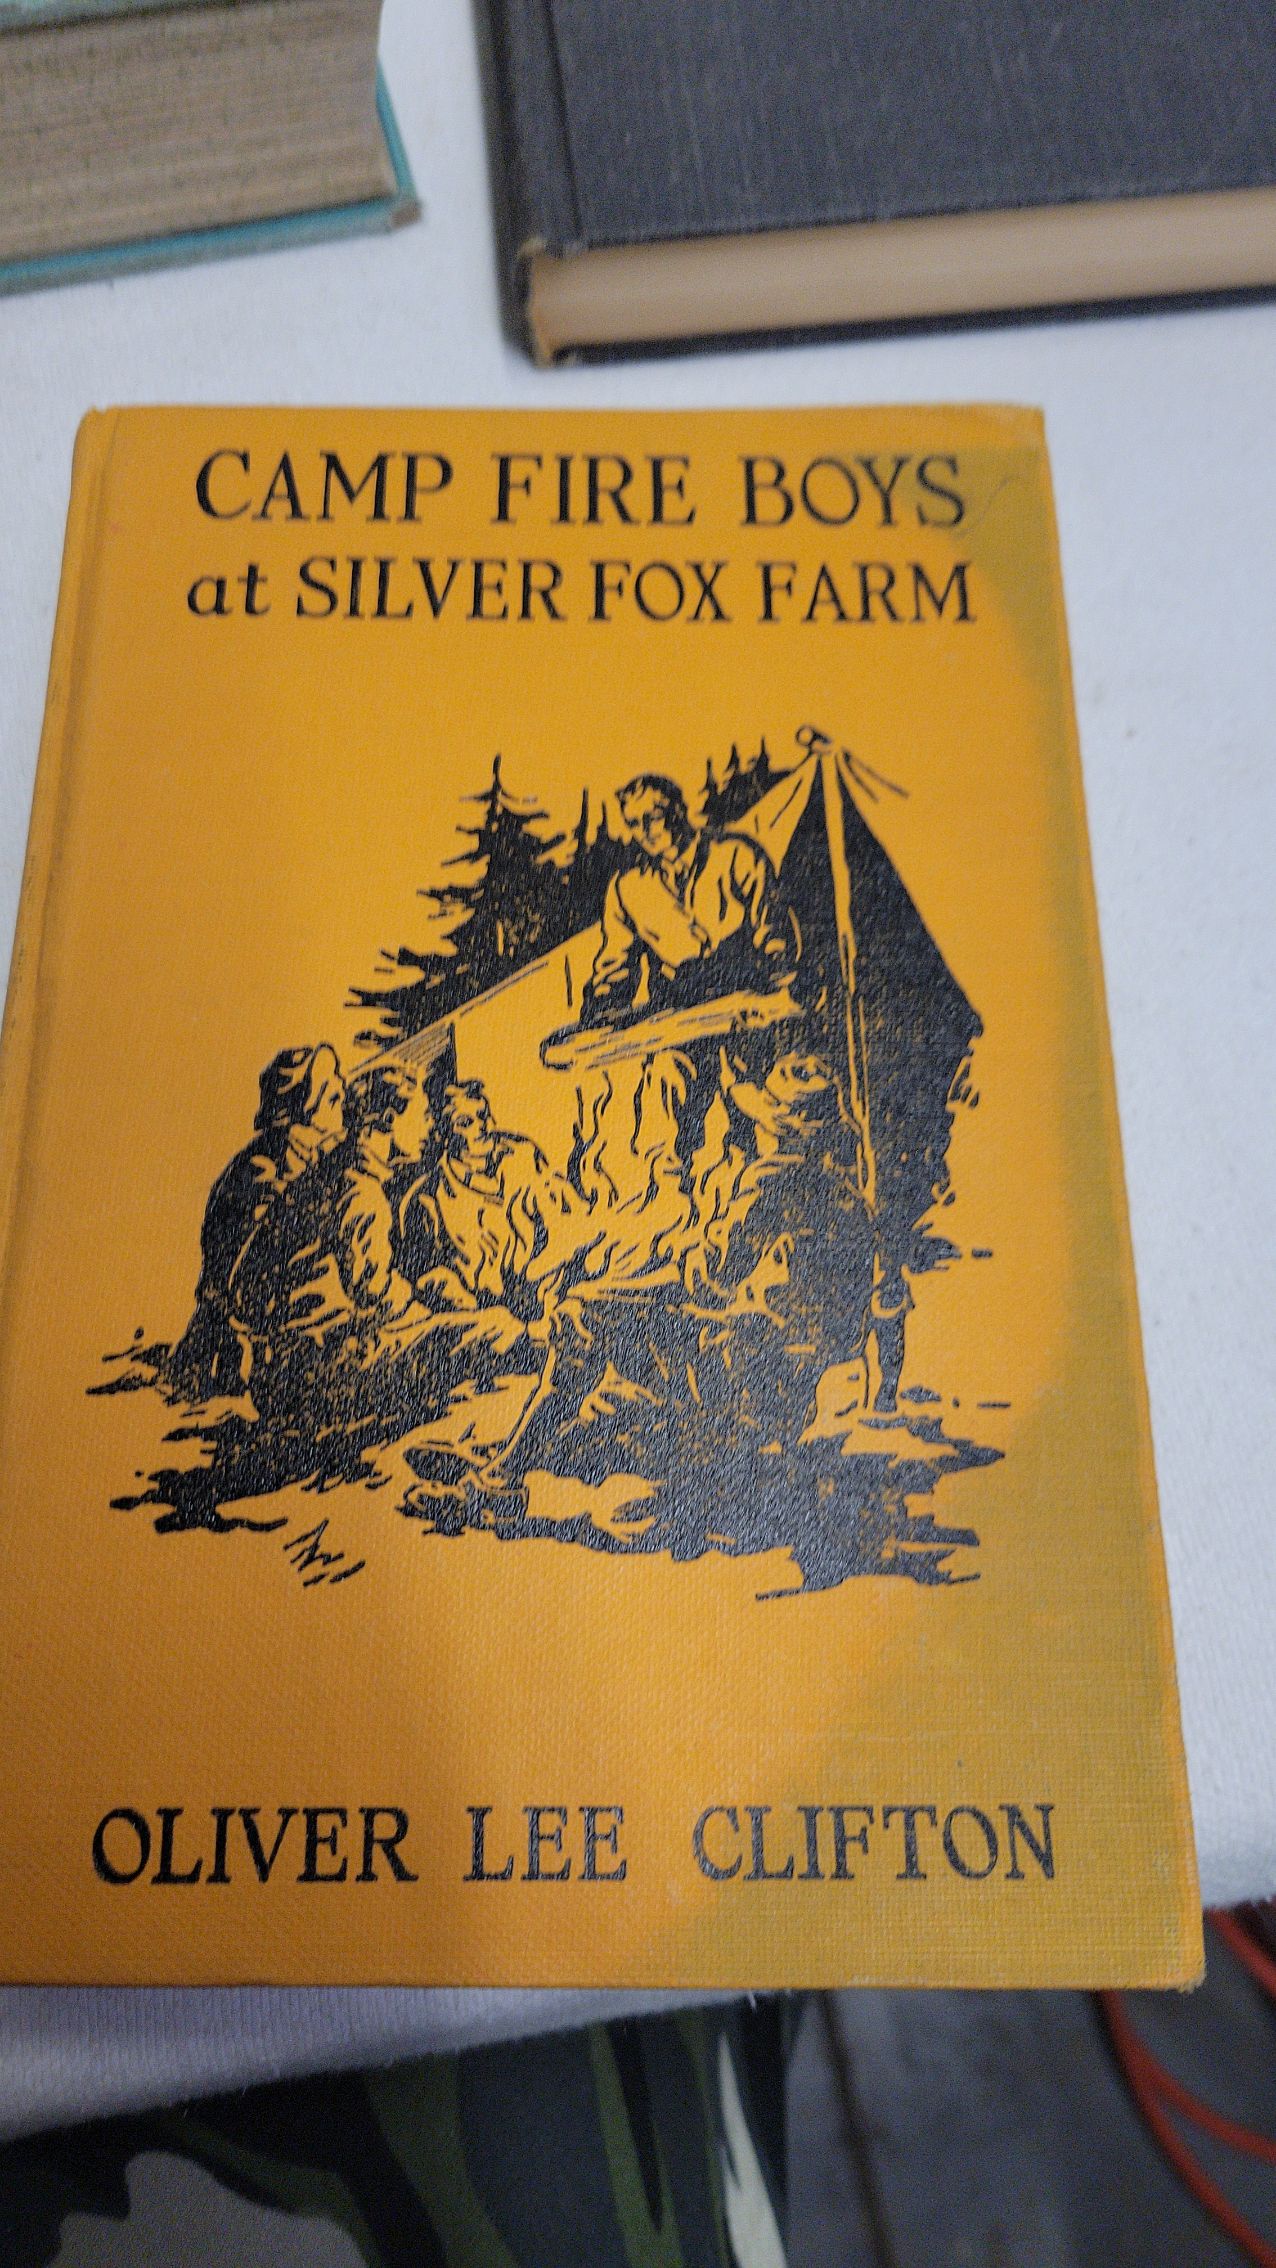 CAMP FIRE BOYS
at SILVER FOX FARM
OLIVER LEE CLIFTON